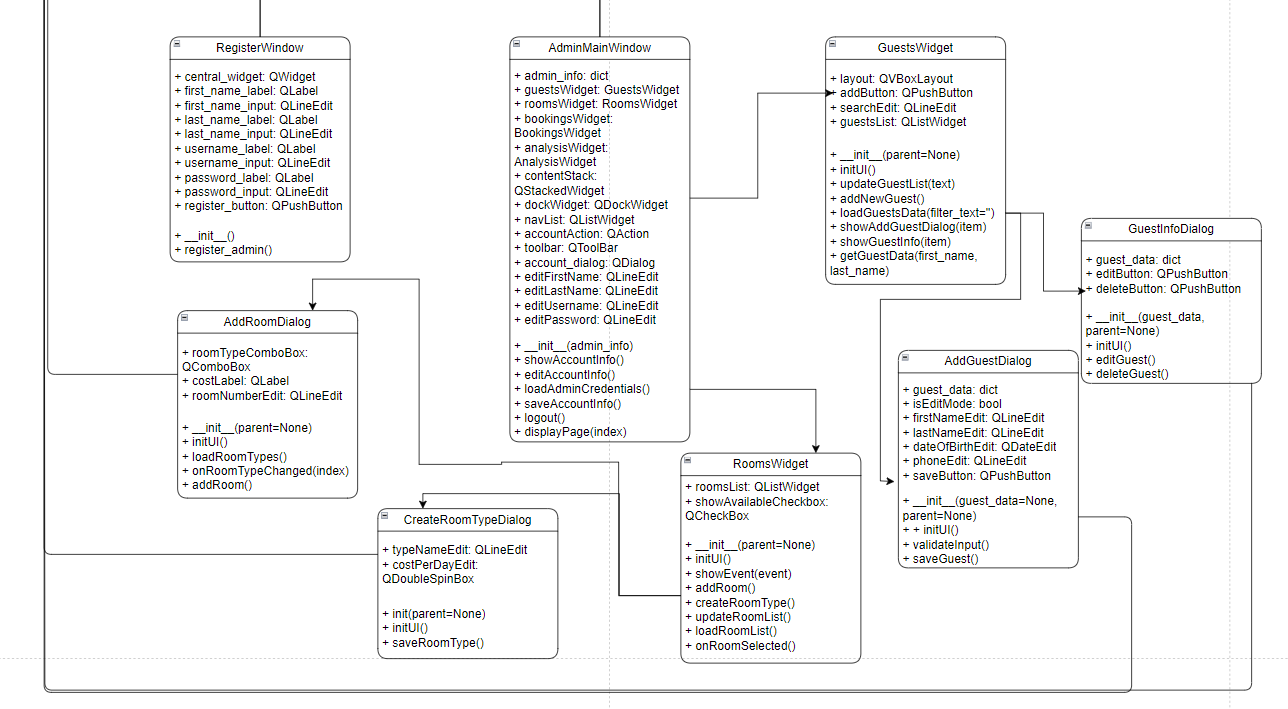 RegisterWindow
+ central_widget: QWidget
+ first_name_label: QLabel
+ first_name_input: QLineEdit
+ last_name_label: QLabel
+ last_name_input: QLineEdit
+ username_label: QLabel
+ username_input: QLineEdit
+ password_label: QLabel
+ password_input: QLineEdit
+ register_button: QPushButton
+ __init__()
+ register_admin()
AdminMainWindow
+ admin_info: dict
+ guestsWidget: GuestsWidget
+ roomsWidget: RoomsWidget
+ bookingsWidget:
BookingsWidget
+ analysisWidget:
AnalysisWidget
+ contentStack:
QStackedWidget
+ dockWidget: QDockWidget
+ navList: QListWidget
+ accountAction: QAction
+ toolbar: QToolBar
+ account_dialog: QDialog
+ editFirstName: QLineEdit
+ editLastName: QLineEdit
+ editUsername: QLineEdit
+ editPassword: QLineEdit
+ __init__(admin_info)
+ showAccountInfo()
+ editAccountInfo()
+ loadAdminCredentials()
+ saveAccountInfo()
+ logout()
+ displayPage(index)
GuestsWidget
+ layout: QVBoxLayout
+ addButton: QPushButton
+ searchEdit: QLineEdit
+ guestsList: QListWidget
+ __init__(parent=None)
+ initUI()
+ updateGuestList(text)
+ addNewGuest()
+ loadGuestsData(filter_text='')
+ showAddGuestDialog(item)
+ showGuestInfo(item)
+ getGuestData(first_name,
last_name)
GuestInfoDialog
+ guest_data: dict
+ editButton: QPushButton
+ deleteButton: QPushButton
+ __init__(guest_data,
parent=None)
+ initUI()
+ editGuest()
+ deleteGuest()
AddRoomDialog
+ roomTypeComboBox:
QComboBox
+ costLabel: QLabel
+ roomNumberEdit: QLineEdit
+ __init__(parent=None)
+ initUI()
+ loadRoomTypes()
+ onRoomTypeChanged(index)
+ addRoom()
AddGuestDialog
+ guest_data: dict
+ isEditMode: bool
+ firstNameEdit: QLineEdit
+ lastNameEdit: QLineEdit
+ dateOfBirthEdit: QDateEdit
+ phoneEdit: QLineEdit
+ saveButton: QPushButton
+ __init__(guest_data=None,
parent=None)
+ + initUI()
+ validateInput()
+ saveGuest()
RoomsWidget
+ roomsList: QListWidget
+ showAvailableCheckbox:
QCheckBox
+ __init__(parent=None)
+ initUI()
+ showEvent(event)
+ addRoom()
+ createRoomType()
+ updateRoomList()
+ loadRoomList()
+ onRoomSelected()
CreateRoomTypeDialog
+ typeNameEdit: QLineEdit
+ costPerDayEdit:
QDoubleSpinBox
+ init(parent=None)
+ initUI()
+ saveRoomType()